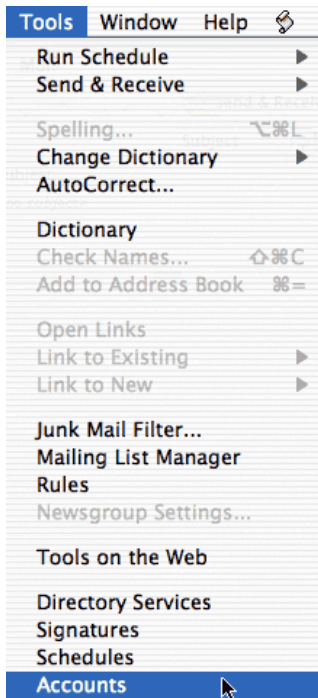 Tools Window Help
Run Schedule
Send & Receive
Spelling... ⌥⌘L
Change Dictionary
AutoCorrect...
Dictionary
Check Names... ⇧⌘C
Add to Address Book ⌘=
Open Links
Link to Existing
Link to New
Junk Mail Filter...
Mailing List Manager
Rules
Newsgroup Settings...
Tools on the Web
Directory Services
Signatures
Schedules
Accounts